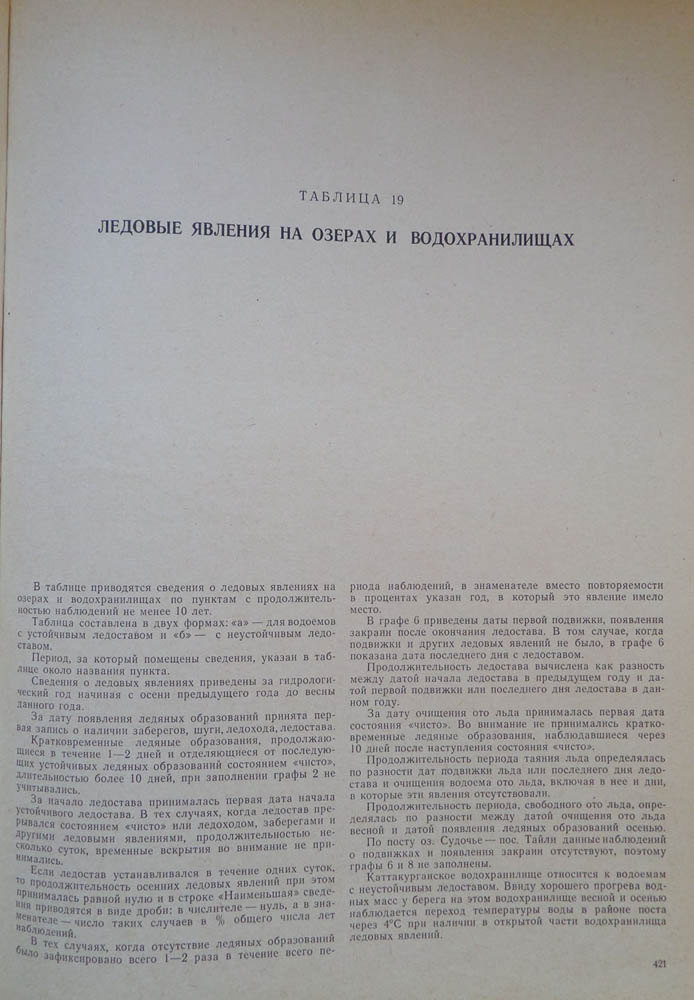 ТАБЛИЦА 19
ЛЕДОВЫЕ ЯВЛЕНИЯ НА ОЗЕРАХ И ВОДОХРАНИЛИЩАХ
В таблице приводятся сведения о ледовых явлениях на
озерах и водохранилищах по пунктам с продолжитель-
ностью наблюдений не менее 10 лет.
Таблица составлена в двух формах: «а» — для водоемов
с устойчивым ледоставом и «б» — с неустойчивым ледо-
ставом.
Период, за который помещены сведения, указан в таб-
лице около названия пункта.
Сведения о ледовых явлениях приведены за гидрологи-
ческий год начиная с осени предыдущего года до весны
данного года.
За дату появления ледяных образований принята пер-
вая запись о наличии заберегов, шуги, ледохода, ледостава.
Кратковременные ледяные образования, продолжаю-
щиеся в течение 1—2 дней и отделяющиеся от последую-
щих устойчивых ледяных образований состоянием «чисто»,
длительностью более 10 дней, при заполнении графы 2 не
учитывались.
За начало ледостава принималась первая дата начала
устойчивого ледостава. В тех случаях, когда ледостав пре-
рывался состоянием «чисто» или ледоходом, заберегами и
другими ледовыми явлениями, продолжительностью не-
сколько суток, временные вскрытия во внимание не при-
нимались.
Если ледостав устанавливался в течение одних суток,
то продолжительность осенних ледовых явлений при этом
принималась равной нулю и в строке «Наименьшая» сведе-
ния приводятся в виде дроби: в числителе — нуль, а в зна-
менателе — число таких случаев в % общего числа лет
наблюдений.
В тех случаях, когда отсутствие ледяных образований
было зафиксировано всего 1—2 раза в течение всего пе-
риода наблюдений, в знаменателе вместо повторяемости
в процентах указан год, в который это явление имело
место.
В графе 6 приведены даты первой подвижки, появления
закраин после окончания ледостава. В том случае, когда
подвижки и других ледовых явлений не было, в графе 6
показана дата последнего дня с ледоставом.
Продолжительность ледостава вычислена как разность
между датой начала ледостава в предыдущем году и да-
той первой подвижки или последнего дня ледостава в дан-
ном году.
За дату очищения ото льда принималась первая дата
состояния «чисто». Во внимание не принимались кратко-
временные ледяные образования, наблюдавшиеся через
10 дней после наступления состояния «чисто».
Продолжительность периода таяния льда определялась
по разности дат подвижки льда или последнего дня ледо-
става и очищения водоема ото льда, включая в нее и дни,
в которые эти явления отсутствовали.
Продолжительность периода, свободного ото льда, опре-
делялась по разности между датой очищения ото льда
весной и датой появления ледяных образований осенью.
По посту оз. Судочье — пос. Тайли данные наблюдений
о подвижках и появления закраин отсутствуют, поэтому
графы 6 и 8 не заполнены.
Каттакурганское водохранилище относится к водоемам
с неустойчивым ледоставом. Ввиду хорошего прогрева вод-
ных масс у берега на этом водохранилище весной и осенью
наблюдается переход температуры воды в районе поста
через 4°С при наличии в открытой части водохранилища
ледовых явлений.
421